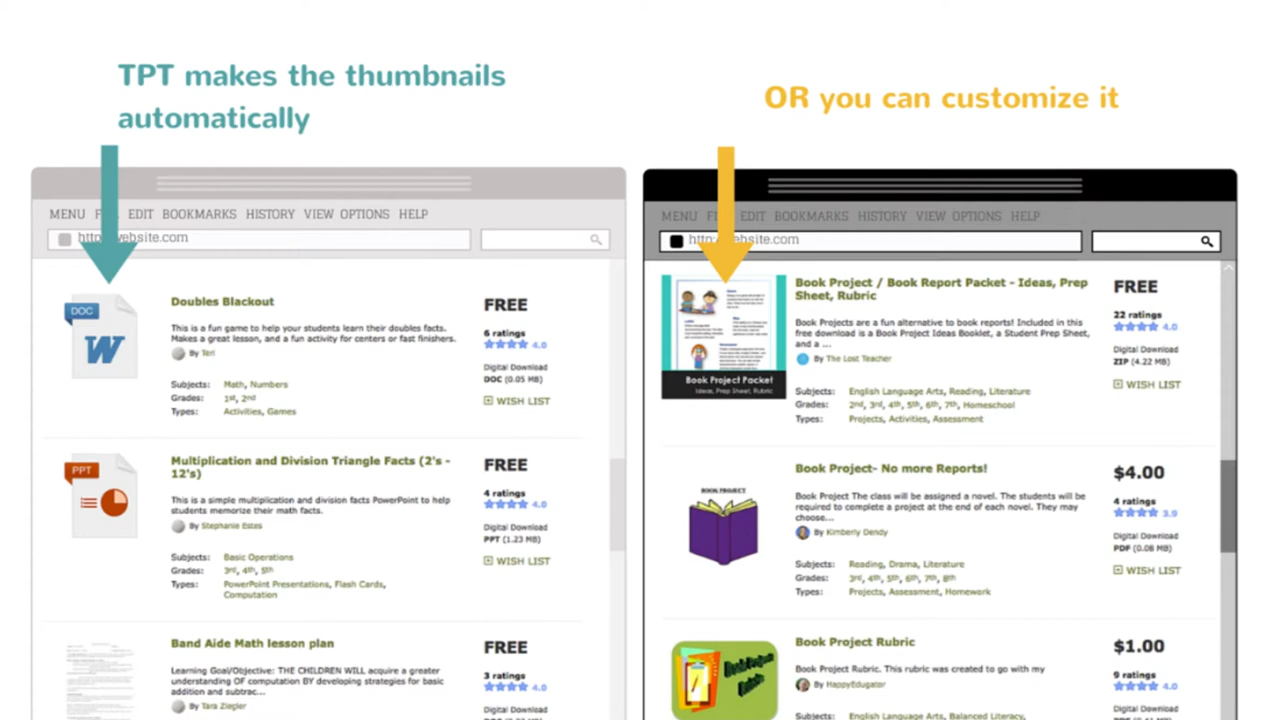 TPT makes the thumbnails
automatically
OR you can customize it
MENU
EDIT BOOKMARKS HISTORY VIEW OPTIONS HELP
DOC
Doubles Blackout
This is a fun game to help your students learn their doubles facts.
Makes a great lesson, and a fun activity for centers or fast finishers.
By Teri
Subjects: Math, Numbers
Grades: 1st, 2nd
Types: Activities, Games
FREE
6 ratings
4.0
Digital Download
DOC (0.05 MB)
WISH LIST
PPT
Multiplication and Division Triangle Facts (2's -
12's)
This is a simple multiplication and division facts PowerPoint to help
students memorize their math facts.
By Stephanie Estes
Subjects: Basic Operations
Grades: 3rd, 4th, 5th
Types: PowerPoint Presentations, Flash Cards,
Computation
FREE
4 ratings
4.0
Digital Download
PPT (1.23 MB)
WISH LIST
Band Aide Math lesson plan
Learning Goal/Objective: THE CHILDREN WILL acquire a greater
understanding OF computation BY developing strategies for basic
addition and subtrac...
By Tara Ziegler
FREE
3 ratings
4.0
Digital Download
MENU
EDIT BOOKMARKS HISTORY VIEW OPTIONS HELP
Book Project Packet
Ideas, Prep Sheet, Rubric
Book Project / Book Report Packet - Ideas, Prep
Sheet, Rubric
Book Projects are a fun alternative to book reports! Included in this
free download is a Book Project Ideas Booklet, a Student Prep Sheet,
and a ...
By The Lost Teacher
Subjects: English Language Arts, Reading, Literature
Grades: 2nd, 3rd, 4th, 5th, 6th, 7th, Homeschool
Types: Projects, Activities, Assessment
FREE
22 ratings
4.0
Digital Download
ZIP (4.22 MB)
WISH LIST
BOOK PROJECT
Book Project- No more Reports!
Book Project The class will be assigned a novel. The students will be
required to complete a project at the end of each novel. They may
choose...
By Kimberly Dendy
Subjects: Reading, Drama, Literature
Grades: 3rd, 4th, 5th, 6th, 7th, 8th
Types: Projects, Assessment, Homework
$4.00
4 ratings
3.9
Digital Download
PDF (0.08 MB)
WISH LIST
Book Project Rubric
Book Project Rubric. This rubric was created to go with my
By HappyEdugator
Subjects: English Language Arts, Balanced Literacy,
$1.00
9 ratings
4.0
Digital Download